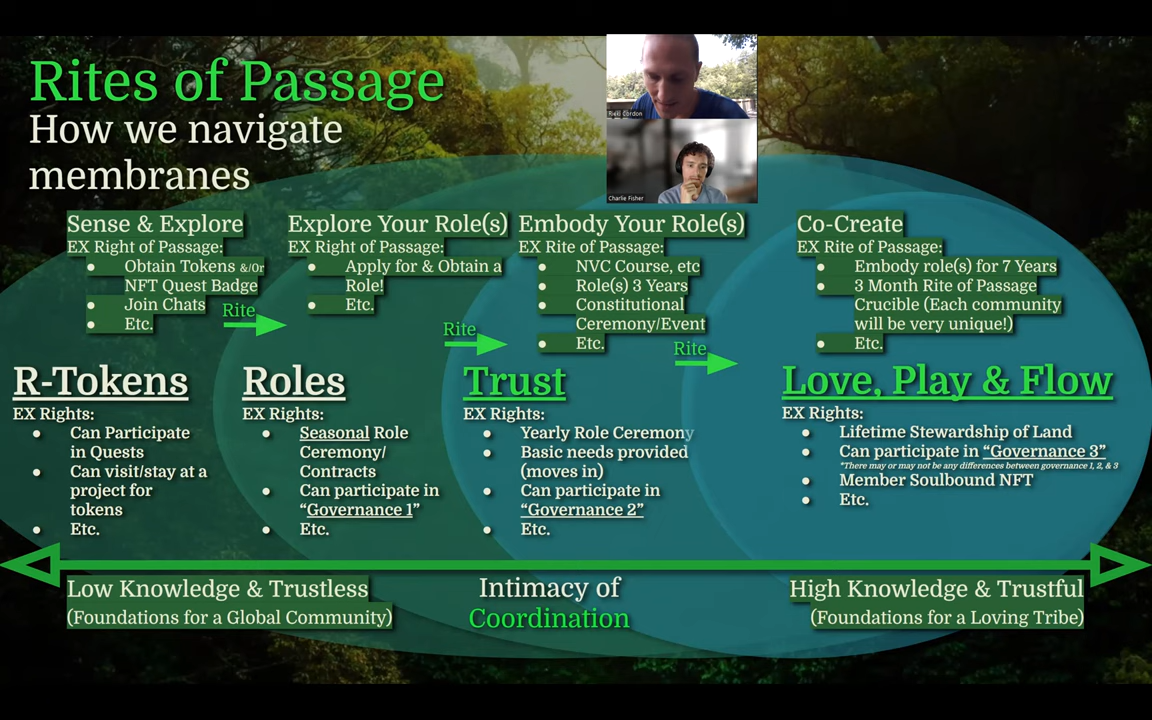 Rites of Passage
How we navigate
membranes
Rieki Cordon
Charlie Fisher
Sense & Explore
EX Right of Passage:
● Obtain Tokens &/Or
NFT Quest Badge
● Join Chats
● Etc.
Rite
Explore Your Role(s)
EX Right of Passage:
● Apply for & Obtain a
Role!
● Etc.
Rite
Embody Your Role(s)
EX Rite of Passage:
● NVC Course, etc
● Role(s) 3 Years
● Constitutional
Ceremony/Event
● Etc.
Rite
Co-Create
EX Rite of Passage:
● Embody role(s) for 7 Years
● 3 Month Rite of Passage
Crucible (Each community
will be very unique!)
● Etc.
R-Tokens
EX Rights:
● Can Participate
in Quests
● Can visit/stay at a
project for
tokens
● Etc.
Roles
EX Rights:
● Seasonal Role
Ceremony/
Contracts
● Can participate in
“Governance 1”
● Etc.
Trust
EX Rights:
● Yearly Role Ceremony
● Basic needs provided
(moves in)
● Can participate in
“Governance 2”
● Etc.
Love, Play & Flow
EX Rights:
● Lifetime Stewardship of Land
● Can participate in “Governance 3”
*There may or may not be any differences between governance 1, 2, & 3
● Member Soulbound NFT
● Etc.
Low Knowledge & Trustless
(Foundations for a Global Community)
Intimacy of
Coordination
High Knowledge & Trustful
(Foundations for a Loving Tribe)